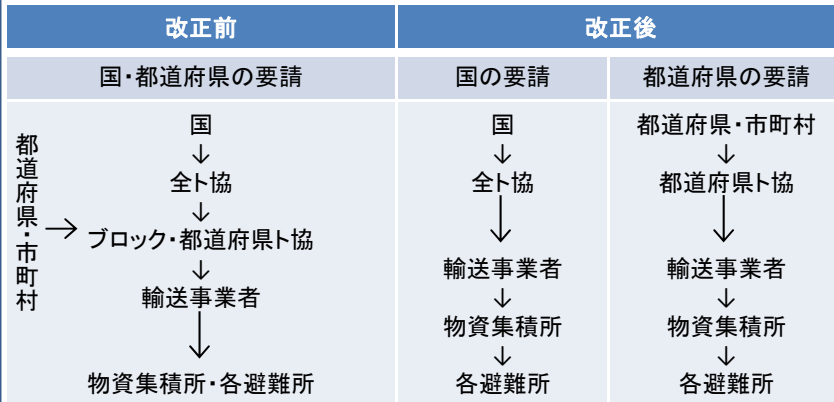 改正前
改正後
国・都道府県の要請
国の要請
都道府県の要請
都道府県・市町村
→
国
↓
全ト協
↓
ブロック・都道府県ト協
↓
輸送事業者
↓
物資集積所・各避難所
国
↓
全ト協
↓
輸送事業者
↓
物資集積所
↓
各避難所
都道府県・市町村
↓
都道府県ト協
↓
輸送事業者
↓
物資集積所
↓
各避難所